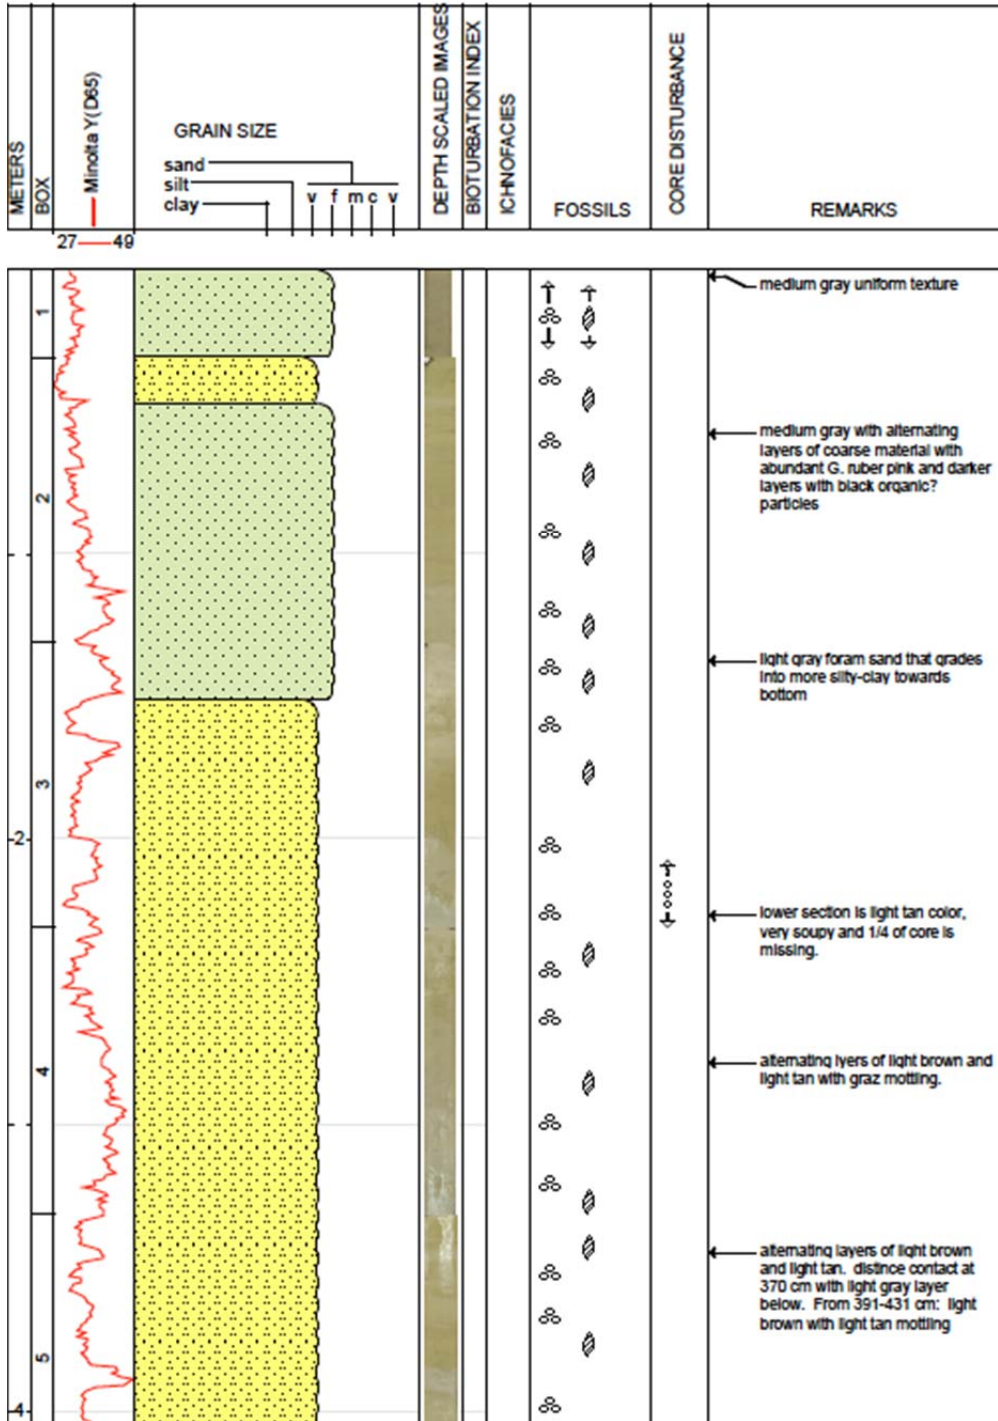 METERS
BOX
Minolta Y(D65)
27 49
GRAIN SIZE
sand
silt
clay
v f m c v
DEPTH SCALED IMAGES
BIOTURBATION INDEX
ICHNOFACIES
FOSSILS
CORE DISTURBANCE
REMARKS
1
medium gray uniform texture
2
medium gray with alternating
layers of coarse material with
abundant G. ruber pink and darker
layers with black organic?
particles
light gray foram sand that grades
into more silty-clay towards
bottom
3
2
lower section is light tan color,
very soupy and 1/4 of core is
missing.
4
alternating lyers of light brown and
light tan with graz mottling.
alternating layers of light brown
and light tan. distince contact at
370 cm with light gray layer
below. From 391-431 cm: light
brown with light tan mottling
5
4